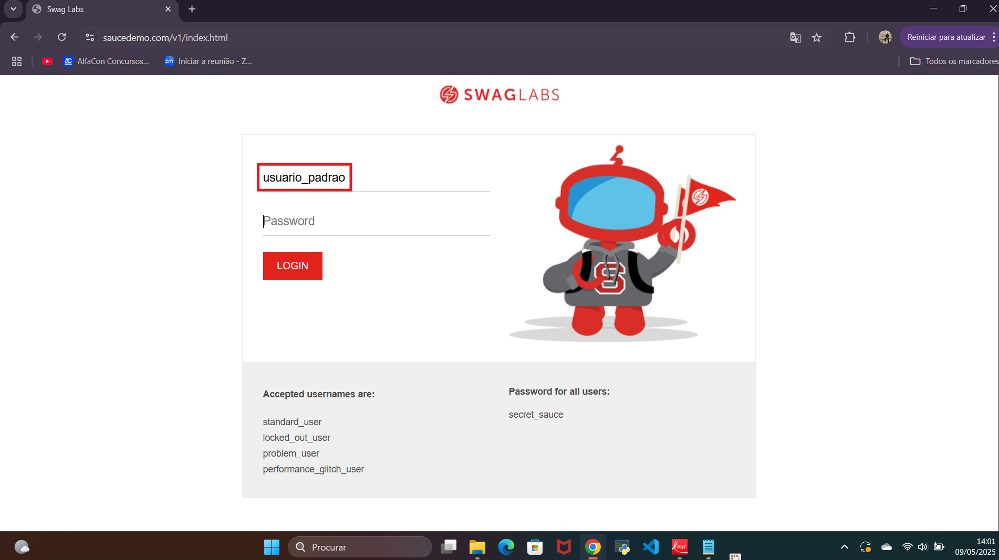 Swag Labs
saucedemo.com/v1/index.html
Reiniciar para atualizar
AlfaCon Concursos...
zm
Iniciar a reunião - Z...
Todos os marcadores
SWAGLABS
usuario_padrao
Password
LOGIN
S
Accepted usernames are:
standard_user
locked_out_user
problem_user
performance_glitch_user
Password for all users:
secret_sauce
Procurar
PDF
14:01
09/05/2025